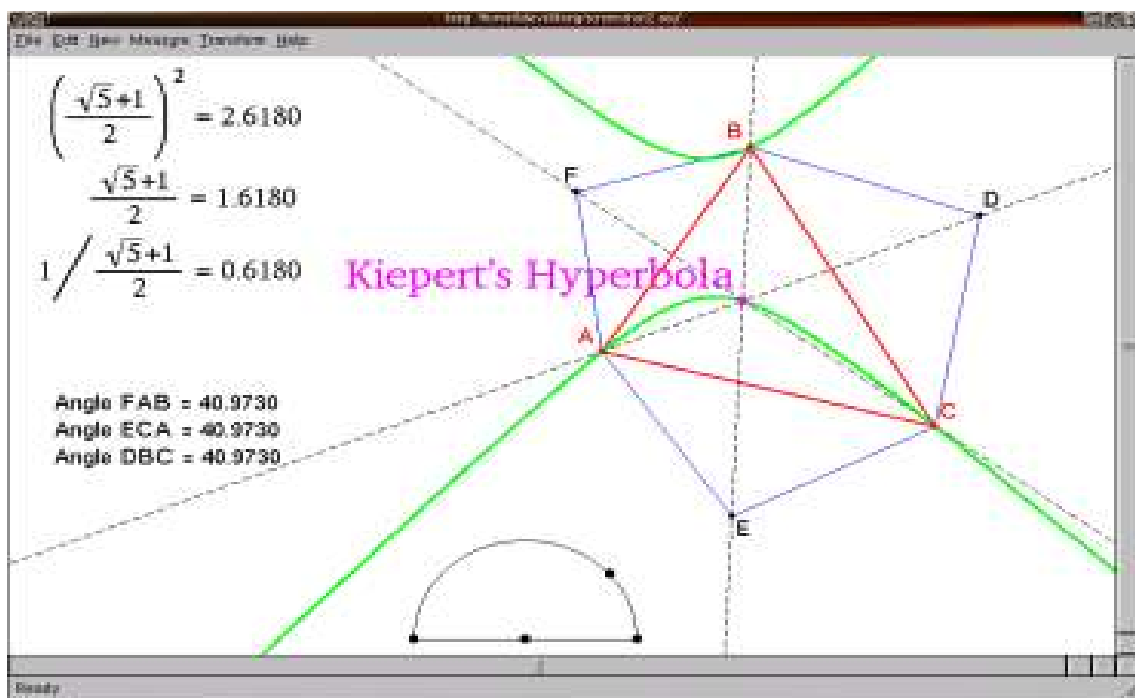 File Edit View Measure Transform Help
(√5+1/2)² = 2.6180
√5+1/2 = 1.6180
1/√5+1/2 = 0.6180
B
F
D
Kiepert's Hyperbola
A
Angle FAB = 40.9730
C
Angle ECA = 40.9730
Angle DBC = 40.9730
E
Ready